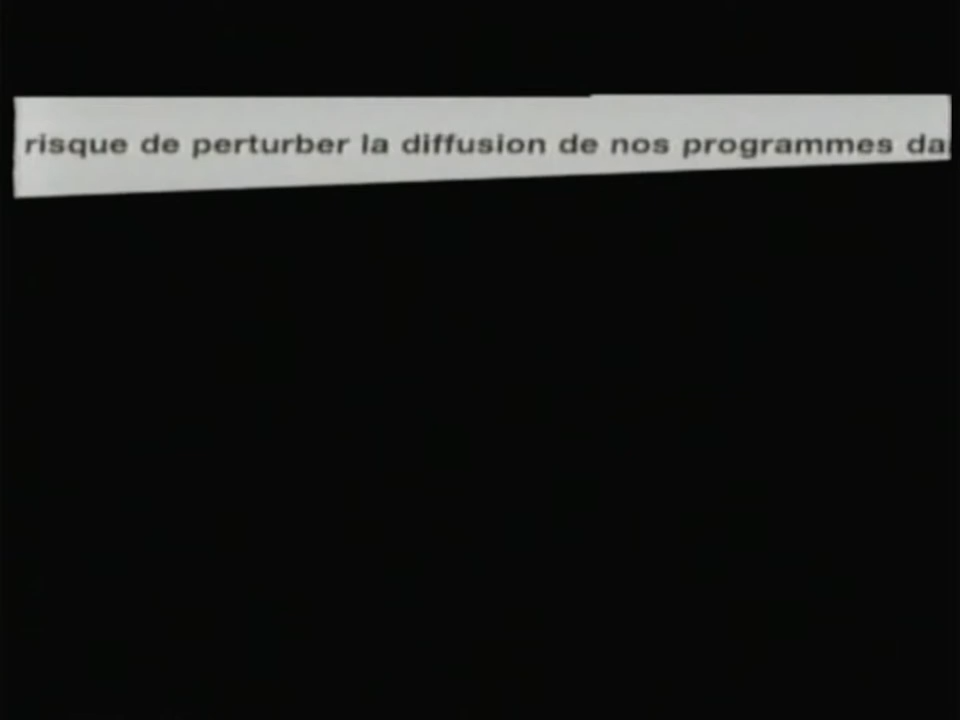 risque de perturber la diffusion de nos programmes da